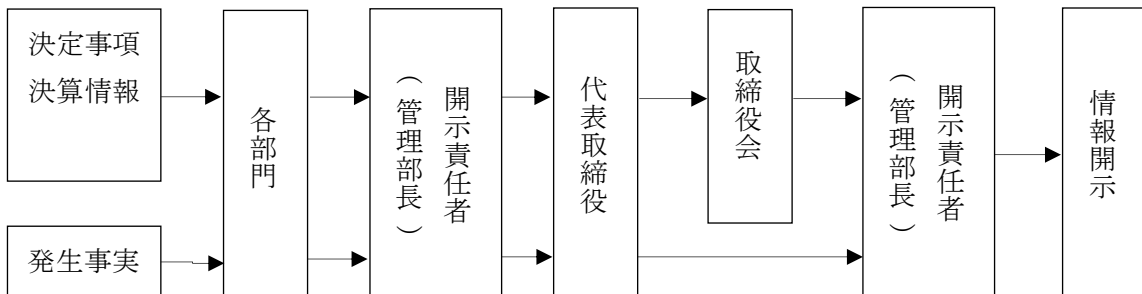 決定事項
決算情報
発生事実
各部門
開示責任者
（管理部長）
代表取締役
取締役会
開示責任者
（管理部長）
情報開示